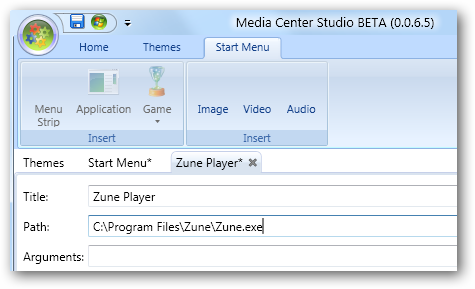 Media Center Studio BETA (0.0.6.5)
Home Themes Start Menu
Menu Strip Application Game Image Video Audio
Insert Insert
Themes Start Menu* Zune Player*
Title: Zune Player
Path: C:\Program Files\Zune\Zune.exe
Arguments: